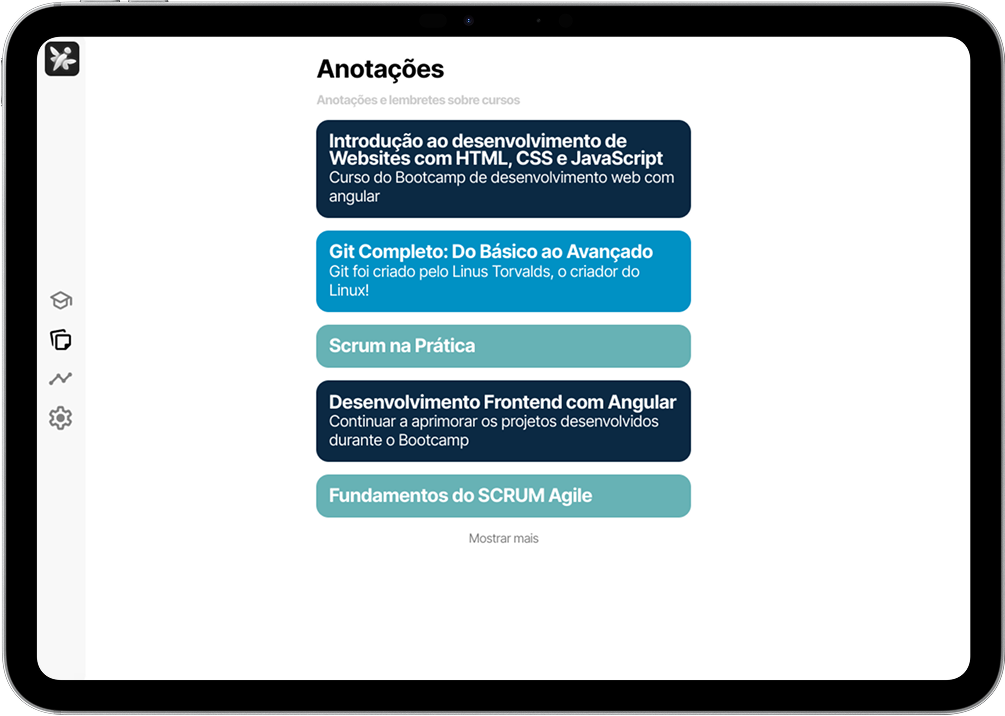 Anotações
Anotações e lembretes sobre cursos
Introdução ao desenvolvimento de
Websites com HTML, CSS e JavaScript
Curso do Bootcamp de desenvolvimento web com
angular
Git Completo: Do Básico ao Avançado
Git foi criado pelo Linus Torvalds, o criador do
Linux!
Scrum na Prática
Desenvolvimento Frontend com Angular
Continuar a aprimorar os projetos desenvolvidos
durante o Bootcamp
Fundamentos do SCRUM Agile
Mostrar mais